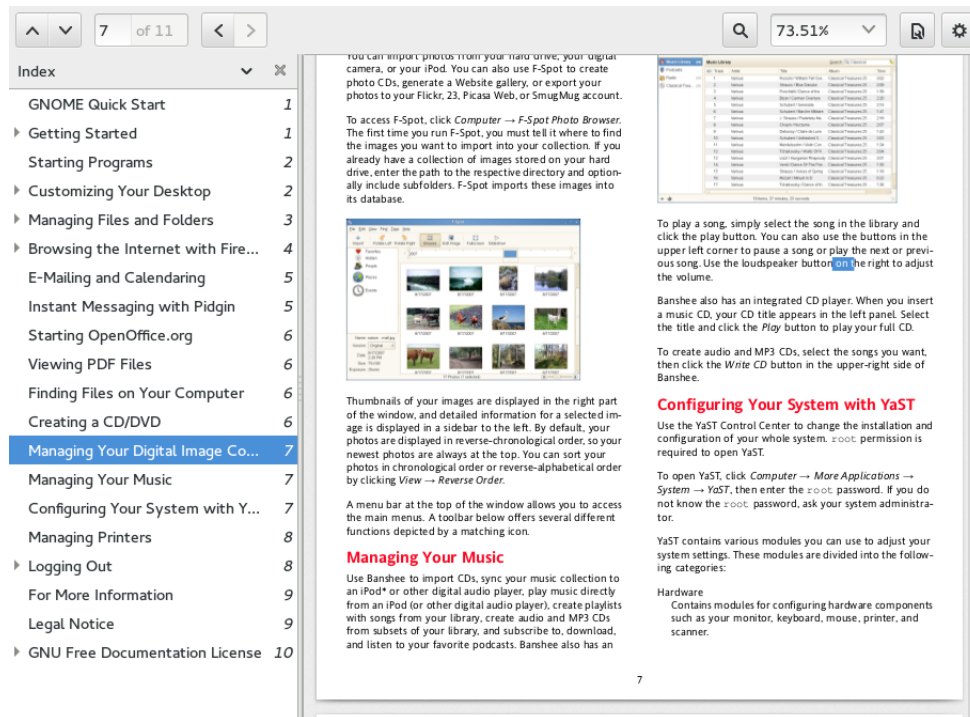 7
of 11
73.51%
Index
GNOME Quick Start 1
Getting Started 1
Starting Programs 2
Customizing Your Desktop 2
Managing Files and Folders 3
Browsing the Internet with Fire... 4
E-Mailing and Calendaring 5
Instant Messaging with Pidgin 5
Starting OpenOffice.org 6
Viewing PDF Files 6
Finding Files on Your Computer 6
Creating a CD/DVD 6
Managing Your Digital Image Co... 7
Managing Your Music 7
Configuring Your System with Y... 7
Managing Printers 8
Logging Out 8
For More Information 9
Legal Notice 9
GNU Free Documentation License 10
You can import photos from your hard drive, your digital
camera, or your iPod. You can also use F-Spot to create
photo CDs, generate a Website gallery, or export your
photos to your Flickr, 23, Picasa Web, or SmugMug account.
To access F-Spot, click Computer → F-Spot Photo Browser.
The first time you run F-Spot, you must tell it where to find
the images you want to import into your collection. If you
already have a collection of images stored on your hard
drive, enter the path to the respective directory and option-
ally include subfolders. F-Spot imports these images into
its database.
Thumbnails of your images are displayed in the right part
of the window, and detailed information for a selected im-
age is displayed in a sidebar to the left. By default, your
photos are displayed in reverse-chronological order, so your
newest photos are always at the top. You can sort your
photos in chronological order or reverse-alphabetical order
by clicking View → Reverse Order.
A menu bar at the top of the window allows you to access
the main menus. A toolbar below offers several different
functions depicted by a matching icon.
Managing Your Music
Use Banshee to import CDs, sync your music collection to
an iPod* or other digital audio player, play music directly
from an iPod (or other digital audio player), create playlists
with songs from your library, create audio and MP3 CDs
from subsets of your library, and subscribe to, download,
and listen to your favorite podcasts. Banshee also has an
To play a song, simply select the song in the library and
click the play button. You can also use the buttons in the
upper left corner to pause a song or play the next or previ-
ous song. Use the loudspeaker button on the right to adjust
the volume.
Banshee also has an integrated CD player. When you insert
a music CD, your CD title appears in the left panel. Select
the title and click the Play button to play your full CD.
To create audio and MP3 CDs, select the songs you want,
then click the Write CD button in the upper-right side of
Banshee.
Configuring Your System with YaST
Use the YaST Control Center to change the installation and
configuration of your whole system. root permission is
required to open YaST.
To open YaST, click Computer → More Applications →
System → YaST, then enter the root password. If you do
not know the root password, ask your system administra-
tor.
YaST contains various modules you can use to adjust your
system settings. These modules are divided into the follow-
ing categories:
Hardware
Contains modules for configuring hardware components
such as your monitor, keyboard, mouse, printer, and
scanner.
7